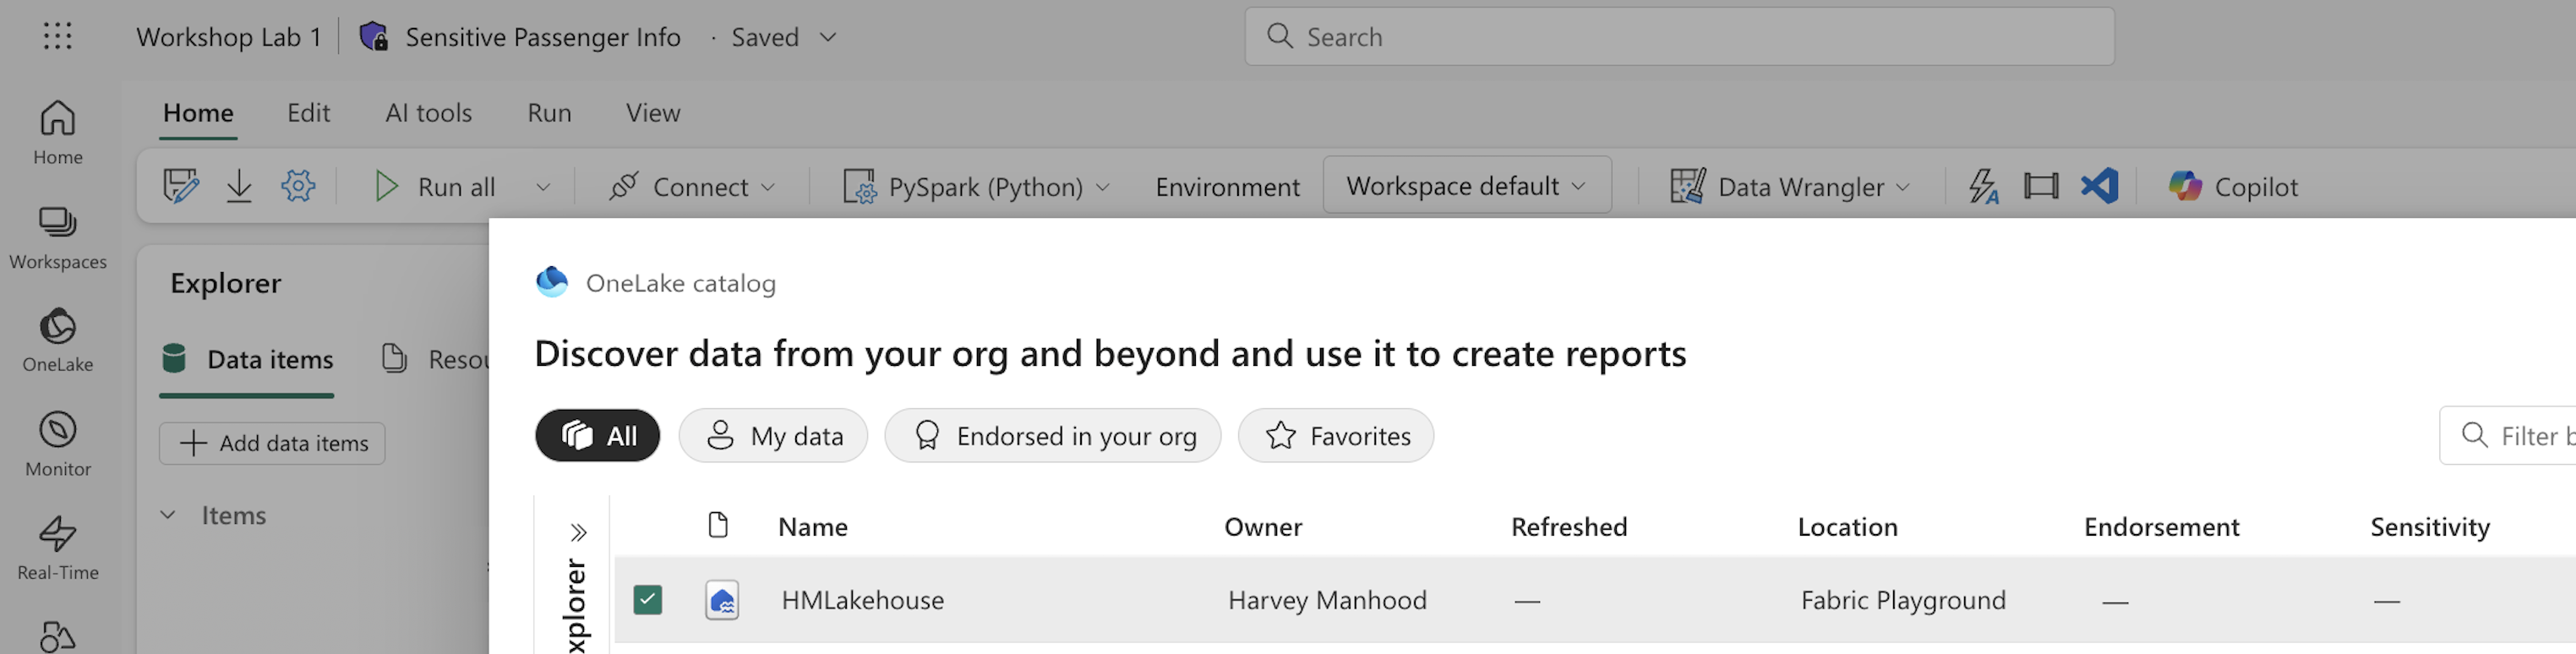 Workshop Lab 1
Sensitive Passenger Info · Saved
Search
Home Edit AI tools Run View
Run all Connect PySpark (Python) Environment Workspace default Data Wrangler Copilot
Home
Workspaces
OneLake
Monitor
Real-Time
Explorer
Data items
Add data items
Items
OneLake catalog
Discover data from your org and beyond and use it to create reports
All My data Endorsed in your org Favorites
Filter
Name Owner Refreshed Location Endorsement Sensitivity
HMLakehouse Harvey Manhood — Fabric Playground — —